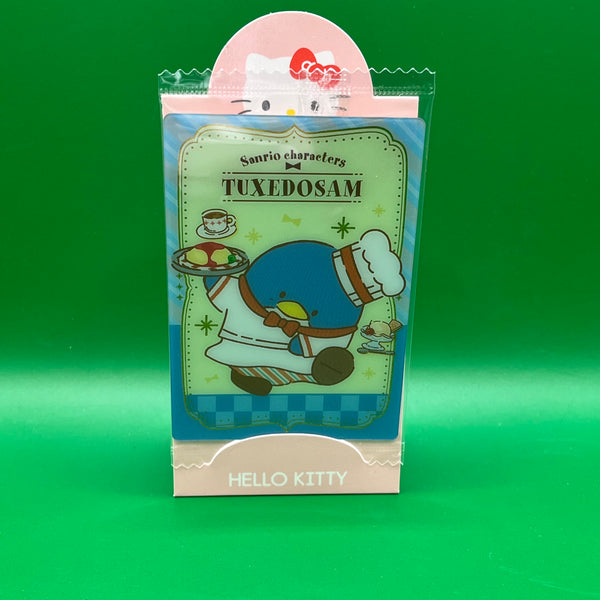 Sanrio characters
TUXEDOSAM
HELLO KITTY